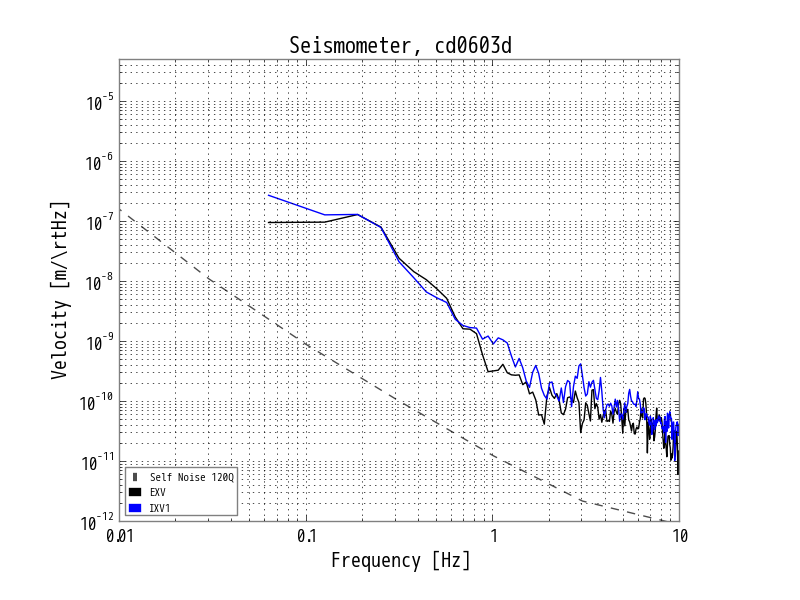 Seismometer, cd0603d
Velocity [m/\rtHz]
10^-5
10^-6
10^-7
10^-8
10^-9
10^-10
10^-11
10^-12
Self Noise 120Q
EXV
IXV1
0.01 0.1 1 10
Frequency [Hz]